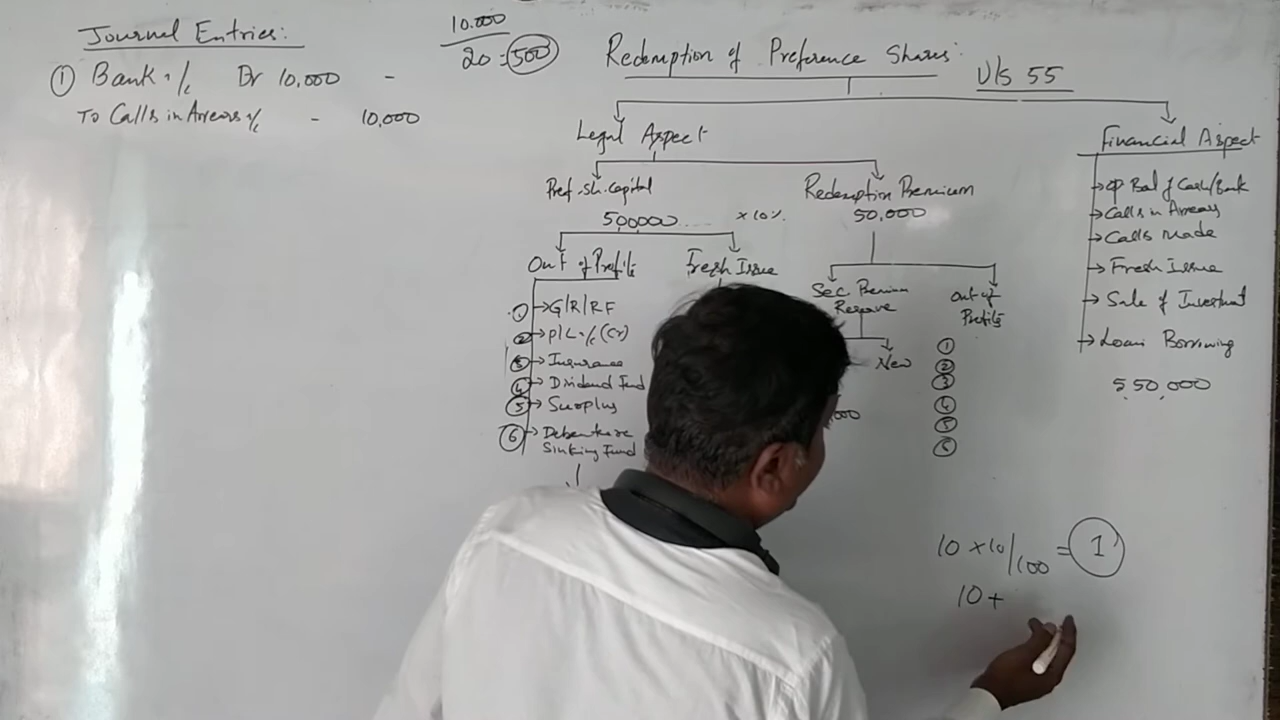 Journal Entries:
① Bank a/c Dr 10,000 -
To Calls in Arrears a/c - 10,000
10.000
20 = 500
Redemption of Preference Shares:
U/s 55
Legal Aspect
Financial Aspect
Pref. sh. capital
Redemption Premium
500,000 ....
x 10%
50,000
Out of Profits
Fresh Issue
① → G/R/RF
② → P/L a/c (Cr)
③ → Insurance
④ → Dividend Fund
⑤ → Surplus
⑥ → Debenture
Sinking Fund
Sec Premium
Reserve
New
Out of
Profits
①
②
③
④
⑤
⑥
→ OP Bal of Cash/Bank
→ Calls in Arrears
→ Calls Made
→ Fresh Issue
→ Sale of Investment
→ Loan Borrowing
5,50,000
10 x 10/100 = 1
10 +